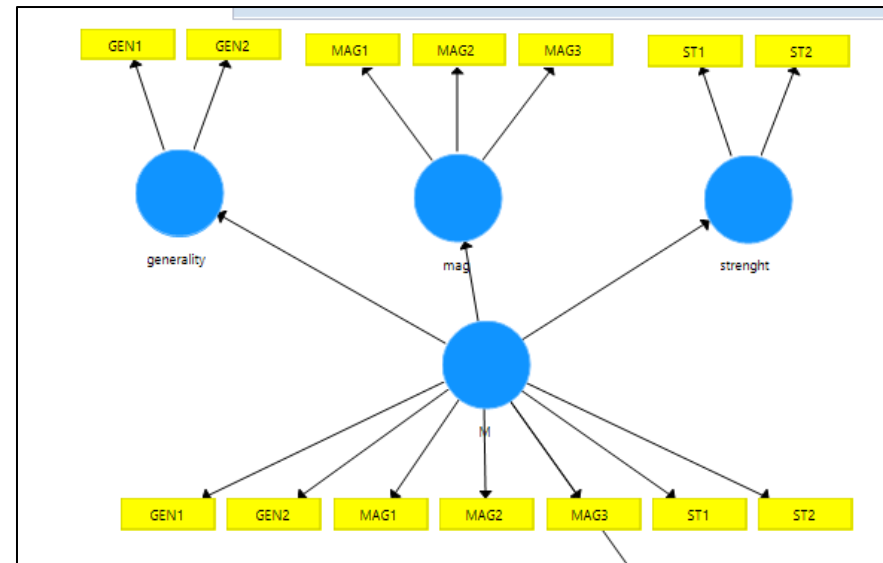 GEN1 GEN2 MAG1 MAG2 MAG3 ST1 ST2
generality mag strenght
M
GEN1 GEN2 MAG1 MAG2 MAG3 ST1 ST2